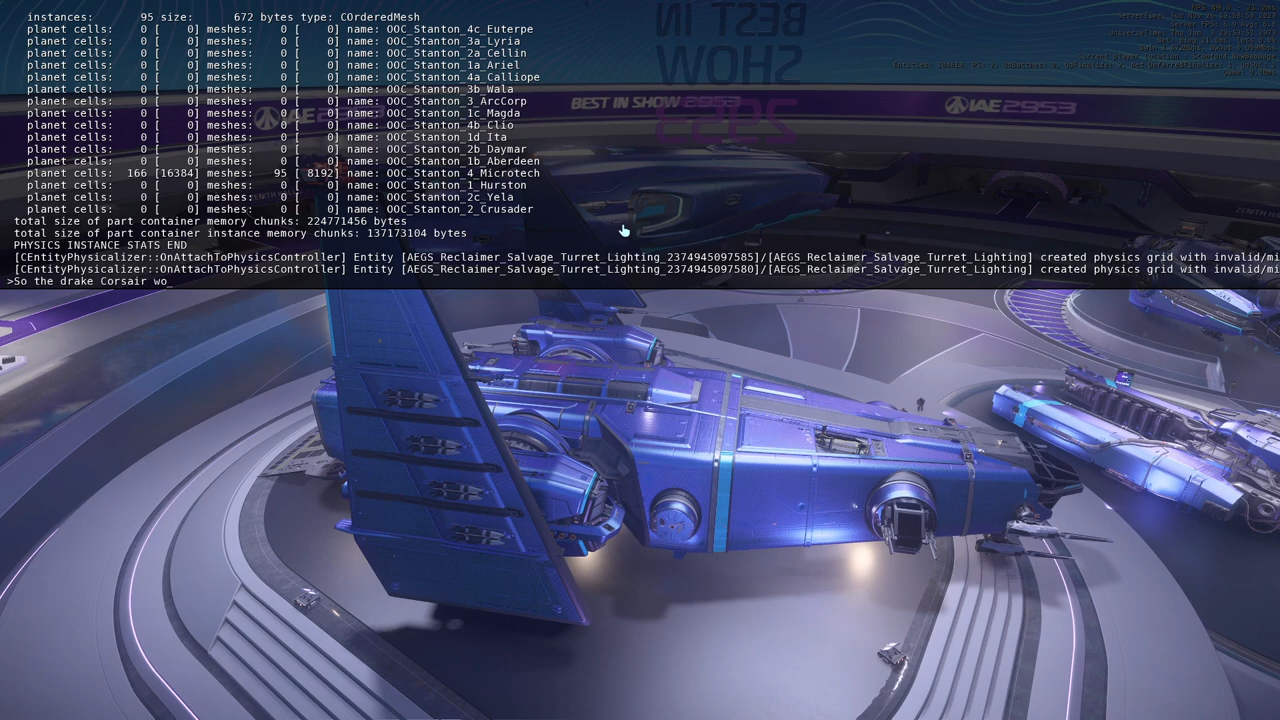 instances:       95 size:      672 bytes type: COrderedMesh
planet cells:    0 [    0] meshes:   0 [    0] name: OOC_Stanton_4c_Euterpe
planet cells:    0 [    0] meshes:   0 [    0] name: OOC_Stanton_3a_Lyria
planet cells:    0 [    0] meshes:   0 [    0] name: OOC_Stanton_2a_Cellin
planet cells:    0 [    0] meshes:   0 [    0] name: OOC_Stanton_1a_Ariel
planet cells:    0 [    0] meshes:   0 [    0] name: OOC_Stanton_4a_Calliope
planet cells:    0 [    0] meshes:   0 [    0] name: OOC_Stanton_3b_Wala
planet cells:    0 [    0] meshes:   0 [    0] name: OOC_Stanton_3_ArcCorp
planet cells:    0 [    0] meshes:   0 [    0] name: OOC_Stanton_1c_Magda
planet cells:    0 [    0] meshes:   0 [    0] name: OOC_Stanton_4b_Clio
planet cells:    0 [    0] meshes:   0 [    0] name: OOC_Stanton_1d_Ita
planet cells:    0 [    0] meshes:   0 [    0] name: OOC_Stanton_2b_Daymar
planet cells:    0 [    0] meshes:   0 [    0] name: OOC_Stanton_1b_Aberdeen
planet cells:  166 [16384] meshes:   95 [ 8192] name: OOC_Stanton_4_Microtech
planet cells:    0 [    0] meshes:   0 [    0] name: OOC_Stanton_1_Hurston
planet cells:    0 [    0] meshes:   0 [    0] name: OOC_Stanton_2c_Yela
planet cells:    0 [    0] meshes:   0 [    0] name: OOC_Stanton_2_Crusader
total size of part container memory chunks: 224771456 bytes
total size of part container instance memory chunks: 137173104 bytes
PHYSICS INSTANCE STATS END
[CEntityPhysicalizer::OnAttachToPhysicsController] Entity [AEGS_Reclaimer_Salvage_Turret_Lighting_2374945097585]/[AEGS_Reclaimer_Salvage_Turret_Lighting] created physics grid with invalid/mi
[CEntityPhysicalizer::OnAttachToPhysicsController] Entity [AEGS_Reclaimer_Salvage_Turret_Lighting_2374945097580]/[AEGS_Reclaimer_Salvage_Turret_Lighting] created physics grid with invalid/mi
>So the drake Corsair wo_
BEST IN
SHOW
2953
IAE2953
BEST IN SHOW 2953
IAE2953